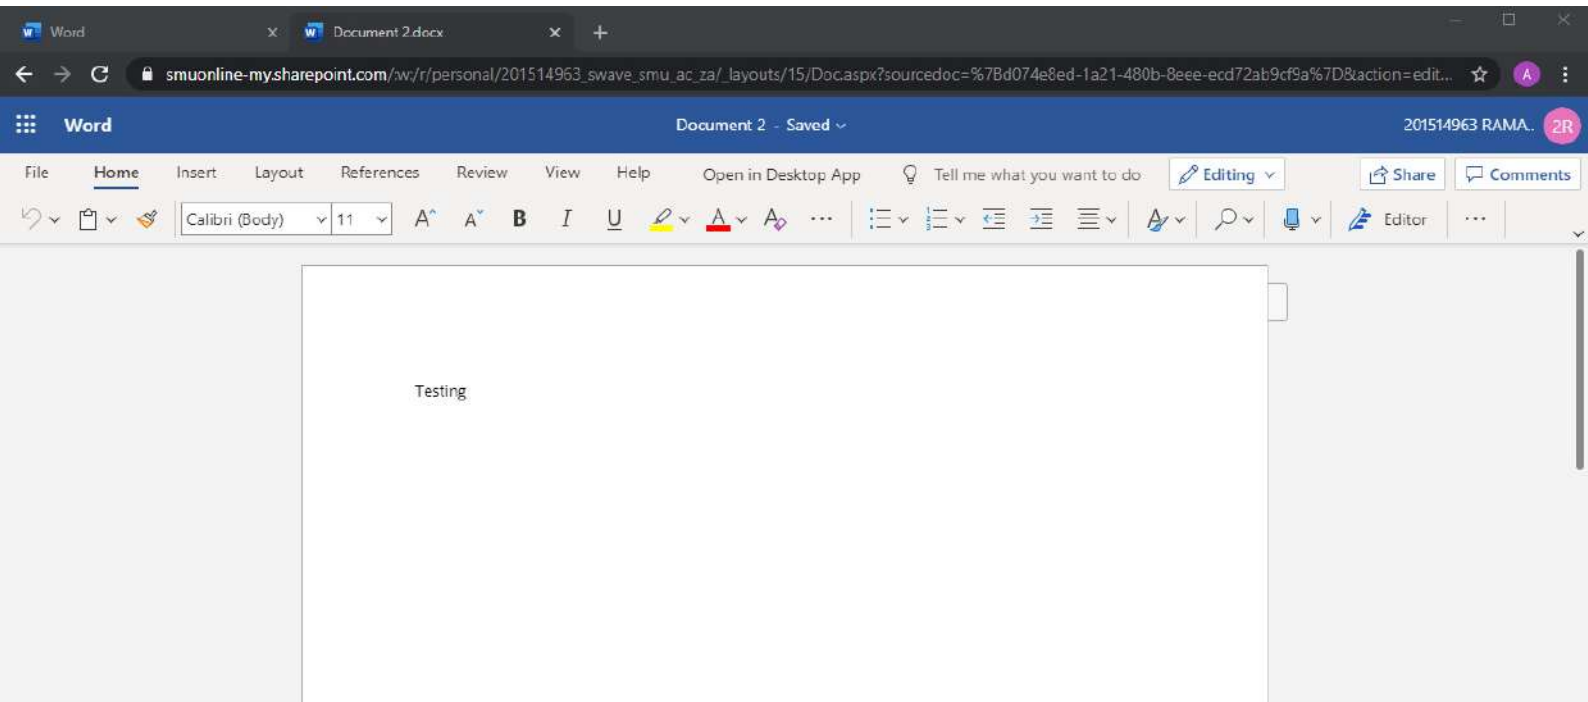 Word
Document 2.docx
smuonline-my.sharepoint.com/:w:/r/personal/201514963_swave_smu_ac_za/_layouts/15/Doc.aspx?sourcedoc=%7Bd074e8ed-1a21-480b-8eee-ecd72ab9cf9a%7D&action=edit...
A
Word
Document 2 - Saved
201514963 RAMA..
2R
File Home Insert Layout References Review View Help Open in Desktop App Tell me what you want to do Editing Share Comments
Calibri (Body) 11 A A B I U A A Editor
Testing